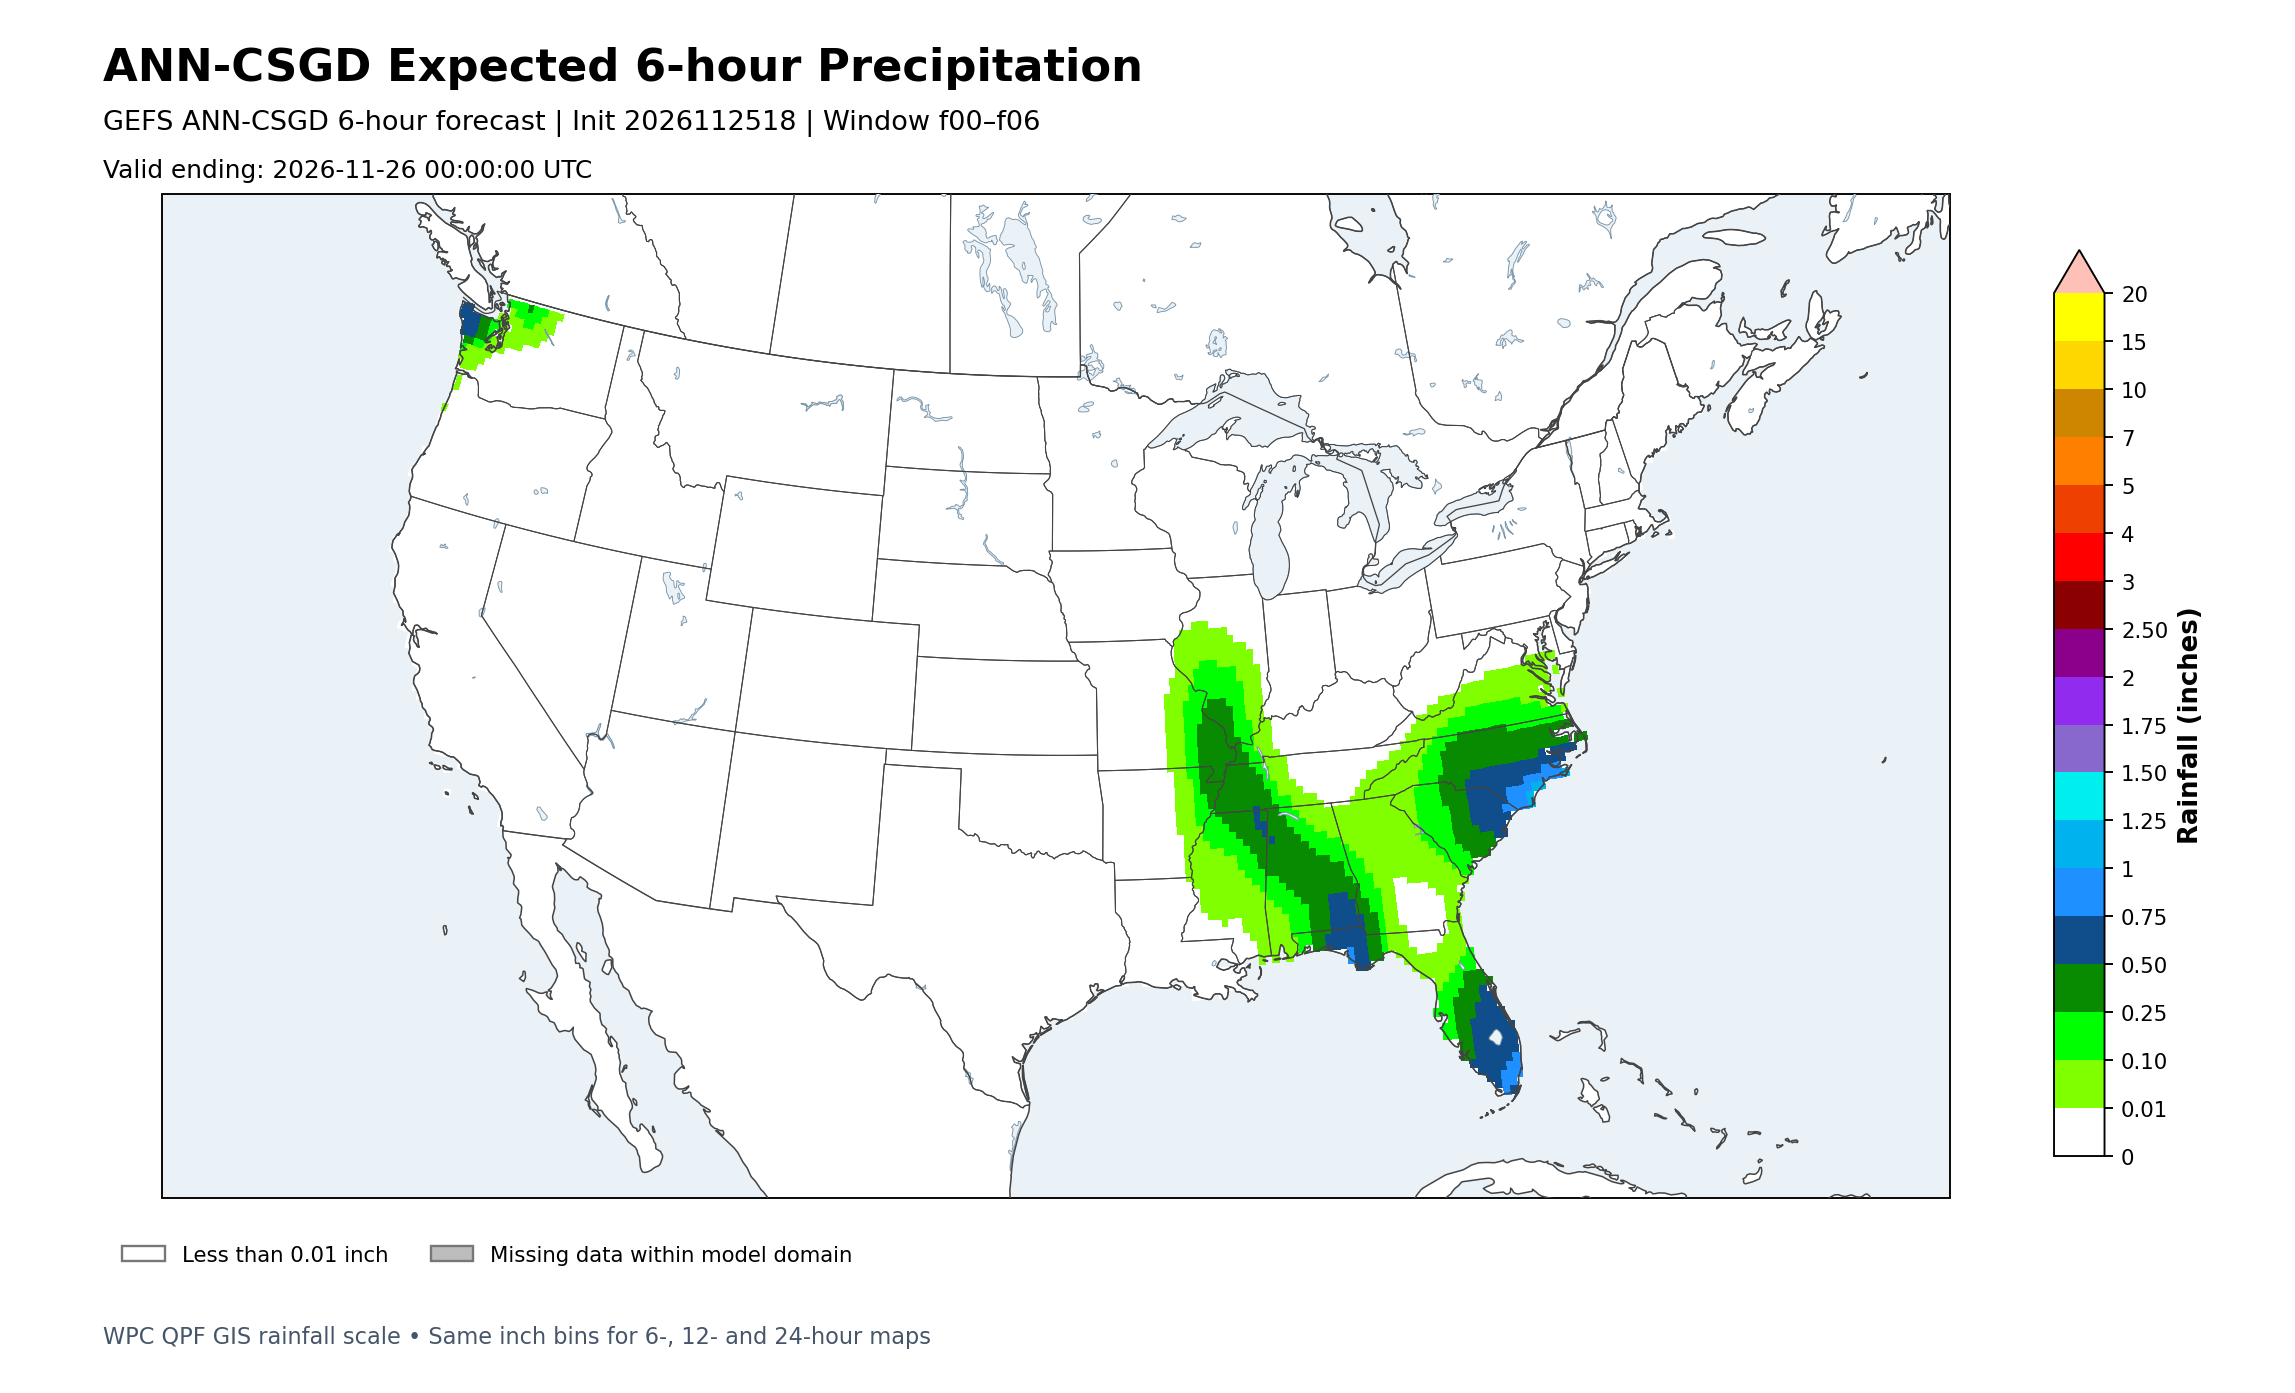 ANN-CSGD Expected 6-hour Precipitation
GEFS ANN-CSGD 6-hour forecast | Init 2026112518 | Window f00–f06
Valid ending: 2026-11-26 00:00:00 UTC
20
15
10
7
5
4
3
2.50
2
1.75
1.50
1.25
1
0.75
0.50
0.25
0.10
0.01
0
Rainfall (inches)
Less than 0.01 inch
Missing data within model domain
WPC QPF GIS rainfall scale • Same inch bins for 6-, 12- and 24-hour maps